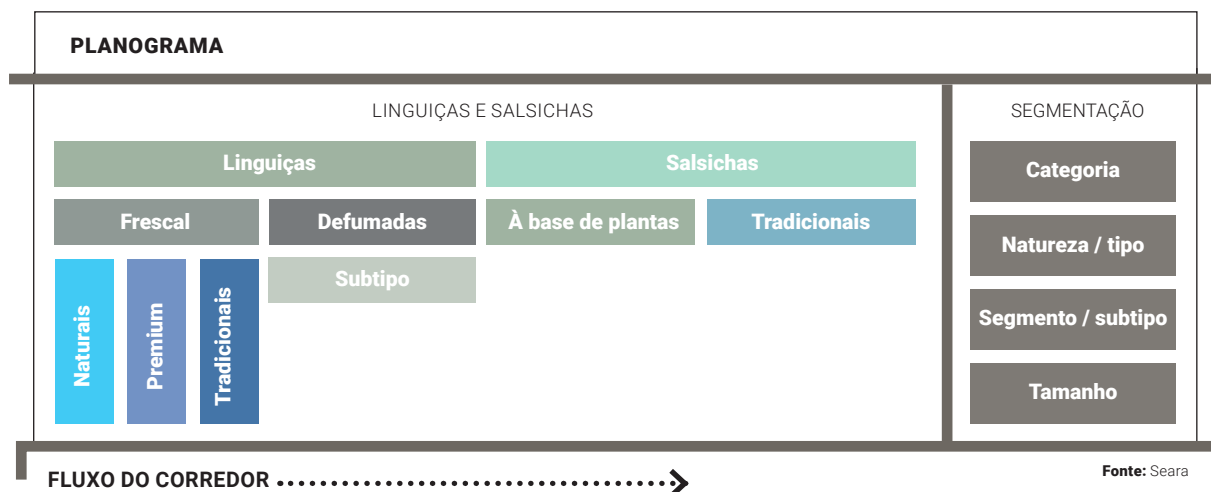 PLANOGRAMA
LINGUIÇAS E SALSICHAS
Linguiças
Salsichas
Frescal
Defumadas
À base de plantas
Tradicionais
Subtipo
Naturais
Premium
Tradicionais
SEGMENTAÇÃO
Categoria
Natureza / tipo
Segmento / subtipo
Tamanho
FLUXO DO CORREDOR
Fonte: Seara